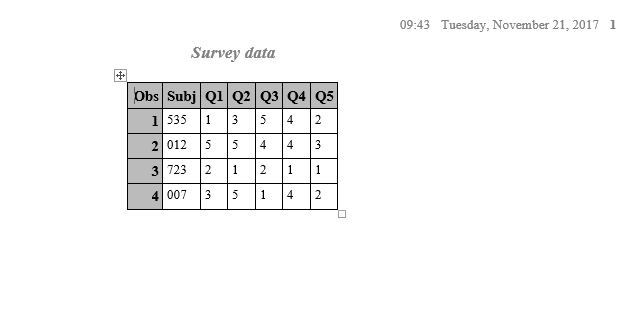 09:43 Tuesday, November 21, 2017 1
Survey data
Obs Subj Q1 Q2 Q3 Q4 Q5
1 535 1 3 5 4 2
2 012 5 5 4 4 3
3 723 2 1 2 1 1
4 007 3 5 1 4 2